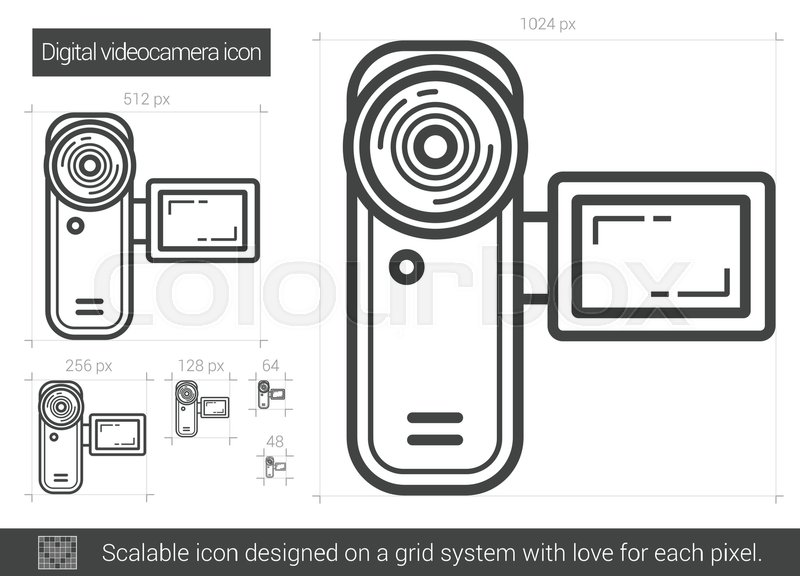 Digital videocamera icon
1024 px
512 px
256 px
128 px
64
48
colourbox
Scalable icon designed on a grid system with love for each pixel.